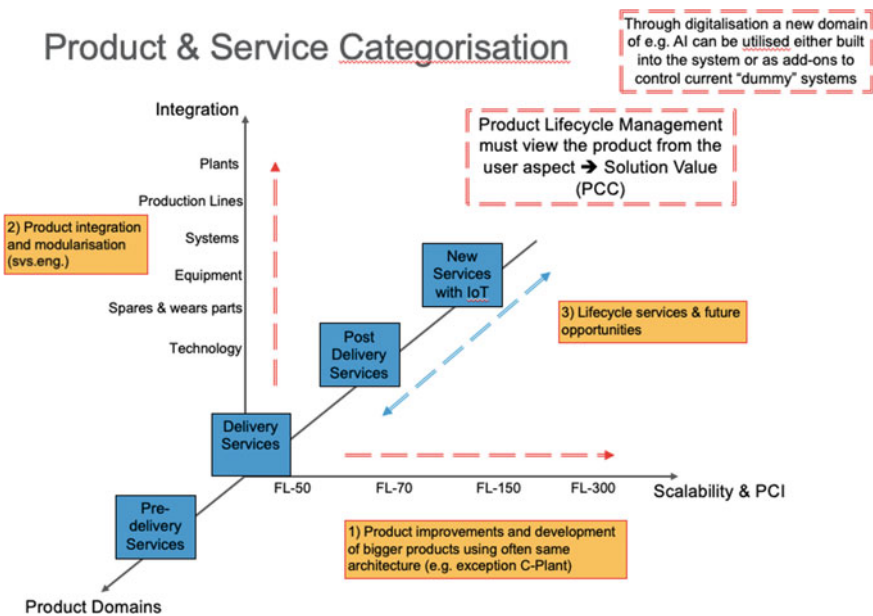 Product & Service Categorisation
Through digitalisation a new domain
of e.g. AI can be utilised either built
into the system or as add-ons to
control current “dummy” systems
Product Lifecycle Management
must view the product from the
user aspect ➔ Solution Value
(PCC)
Integration
Plants
Production Lines
Systems
Equipment
Spares & wears parts
Technology
2) Product integration
and modularisation
(svs.eng.)
New
Services
with IoT
Post
Delivery
Services
Delivery
Services
Pre-
delivery
Services
3) Lifecycle services & future
opportunities
FL-50
FL-70
FL-150
FL-300
Scalability & PCI
1) Product improvements and development
of bigger products using often same
architecture (e.g. exception C-Plant)
Product Domains